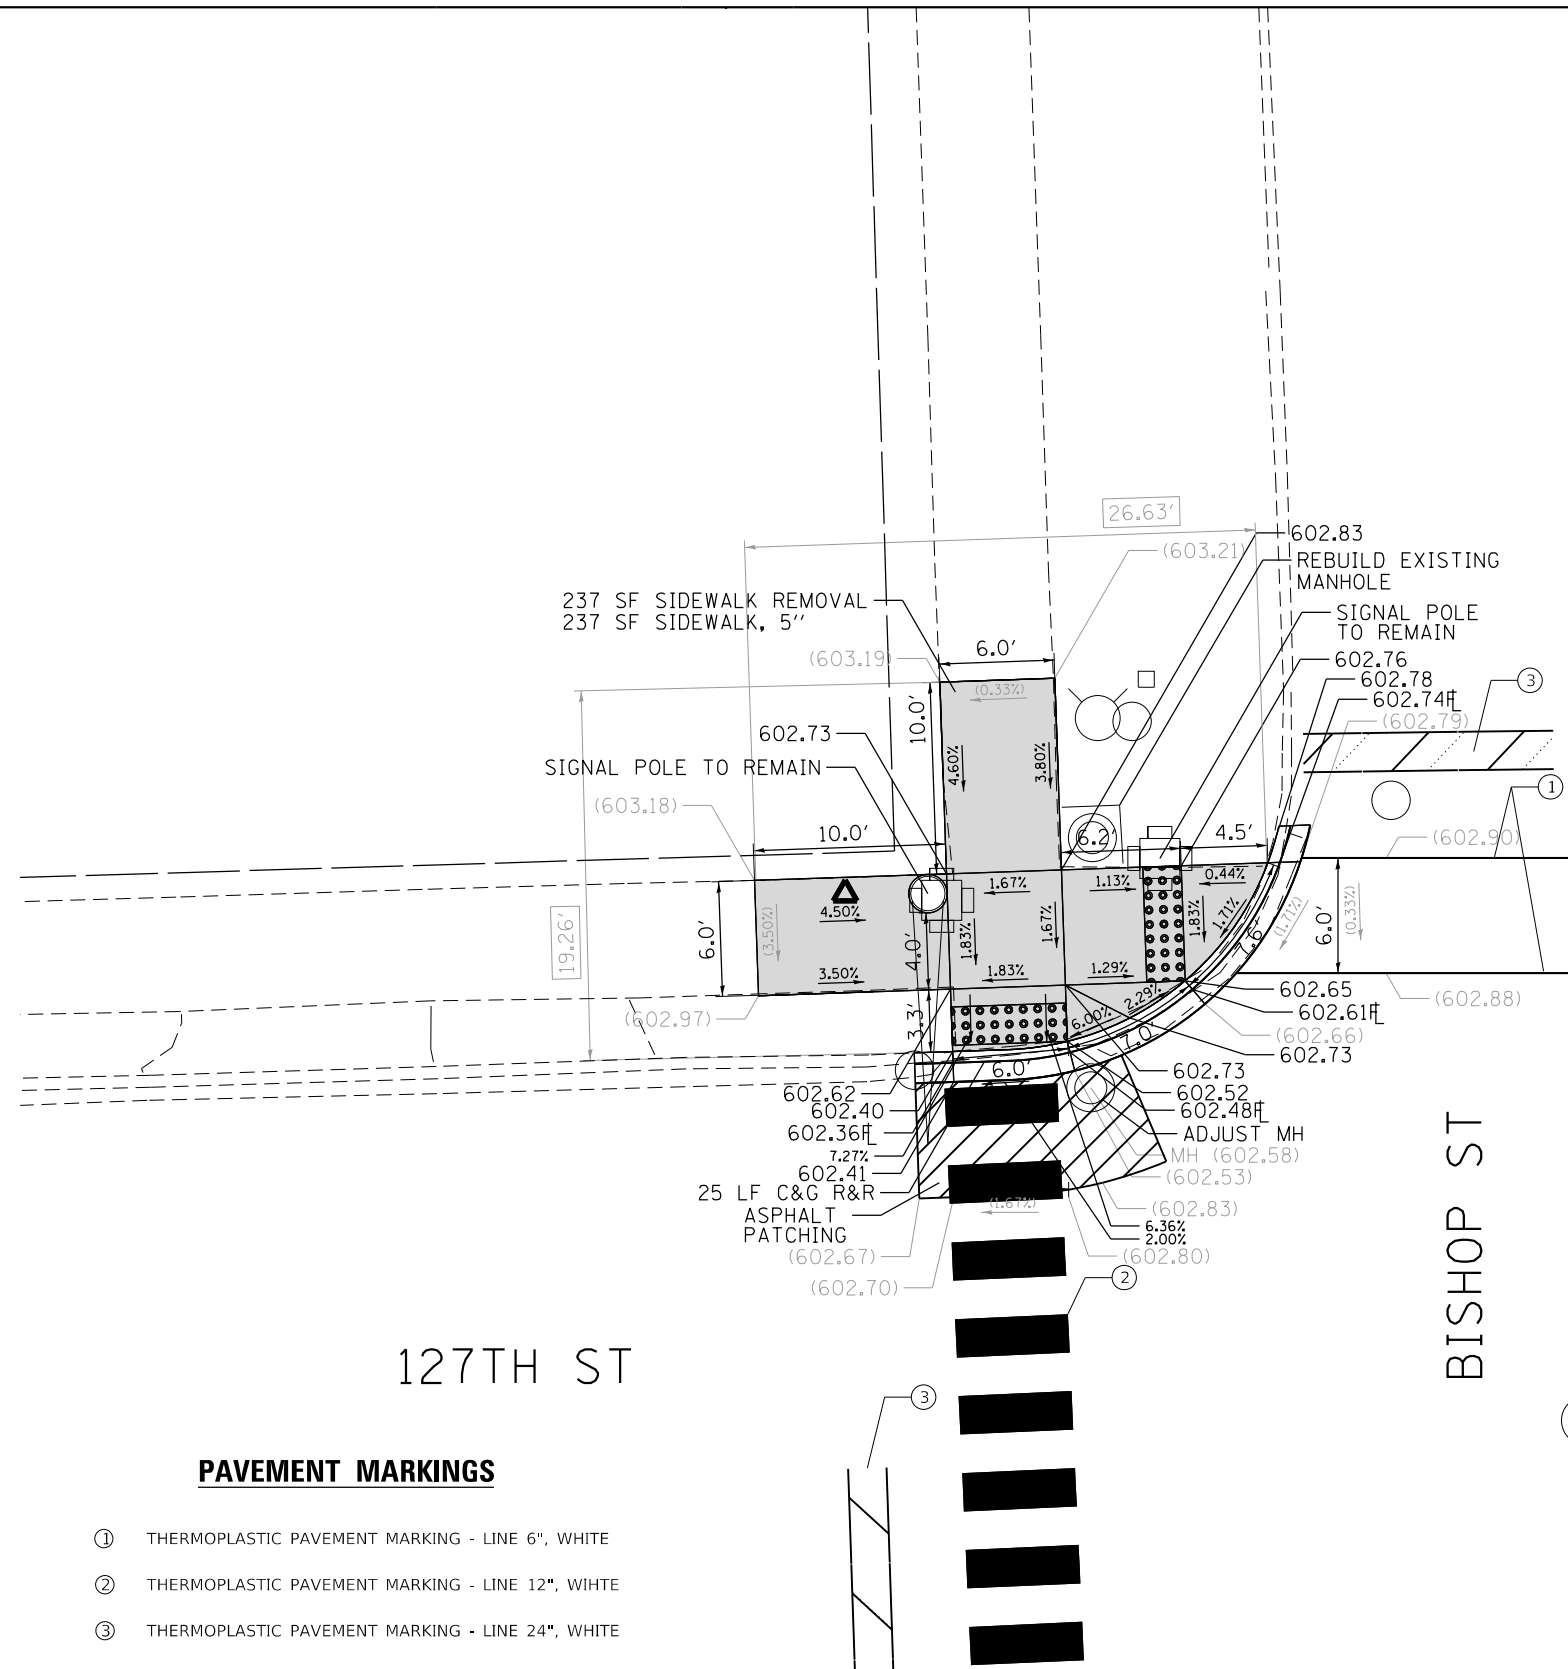 26.63'
602.83
(603.21)
REBUILD EXISTING
MANHOLE
237 SF SIDEWALK REMOVAL
237 SF SIDEWALK, 5''
SIGNAL POLE
TO REMAIN
6.0'
(603.19)
602.76
602.78
3
(0.33%)
602.74FL
(602.79)
10.0'
602.73
4.60%
3.80%
SIGNAL POLE TO REMAIN
1
(603.18)
10.0'
6.2'
4.5'
(602.90)
1.67%
1.13%
0.44%
4.50%
1.71%
(1.71%)
6.0'
(0.33%)
19.26'
6.0'
(3.50%)
4.0'
1.83%
1.67%
1.83%
7.6'
3.50%
1.83%
1.29%
2.29%
602.65
(602.88)
602.61FL
(602.97)
3.3'
6.00%
7.0'
(602.66)
602.73
6.0'
602.73
602.62
602.52
602.40
602.48FL
602.36FL
ADJUST MH
7.27%
MH (602.58)
602.41
(602.53)
25 LF C&G R&R
(1.67%)
(602.83)
ASPHALT
PATCHING
6.36%
2.00%
(602.67)
(602.80)
(602.70)
2
BISHOP ST
127TH ST
3
PAVEMENT MARKINGS
1 THERMOPLASTIC PAVEMENT MARKING - LINE 6", WHITE
2 THERMOPLASTIC PAVEMENT MARKING - LINE 12", WIHTE
3 THERMOPLASTIC PAVEMENT MARKING - LINE 24", WHITE